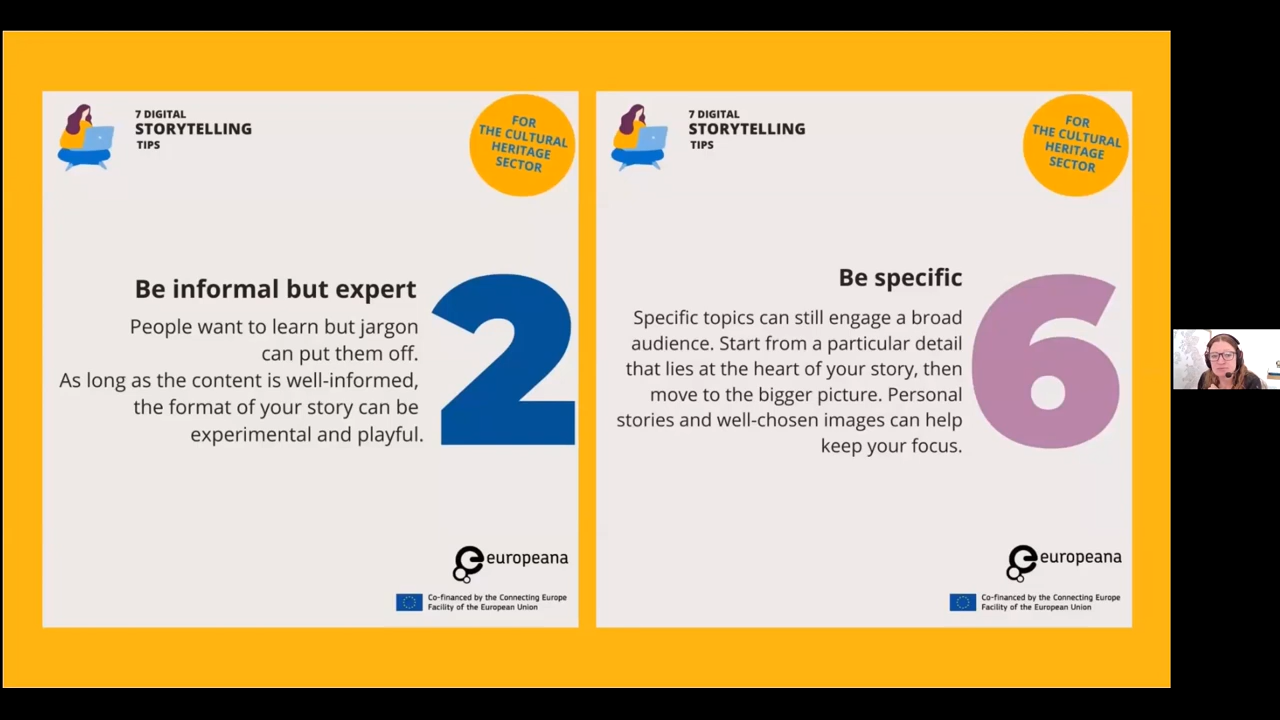 7 DIGITAL
STORYTELLING
TIPS
FOR
THE CULTURAL
HERITAGE
SECTOR
Be informal but expert
People want to learn but jargon
can put them off.
As long as the content is well-informed,
the format of your story can be
experimental and playful.
2
europeana
Co-financed by the Connecting Europe
Facility of the European Union
7 DIGITAL
STORYTELLING
TIPS
FOR
THE CULTURAL
HERITAGE
SECTOR
Be specific
Specific topics can still engage a broad
audience. Start from a particular detail
that lies at the heart of your story, then
move to the bigger picture. Personal
stories and well-chosen images can help
keep your focus.
6
europeana
Co-financed by the Connecting Europe
Facility of the European Union